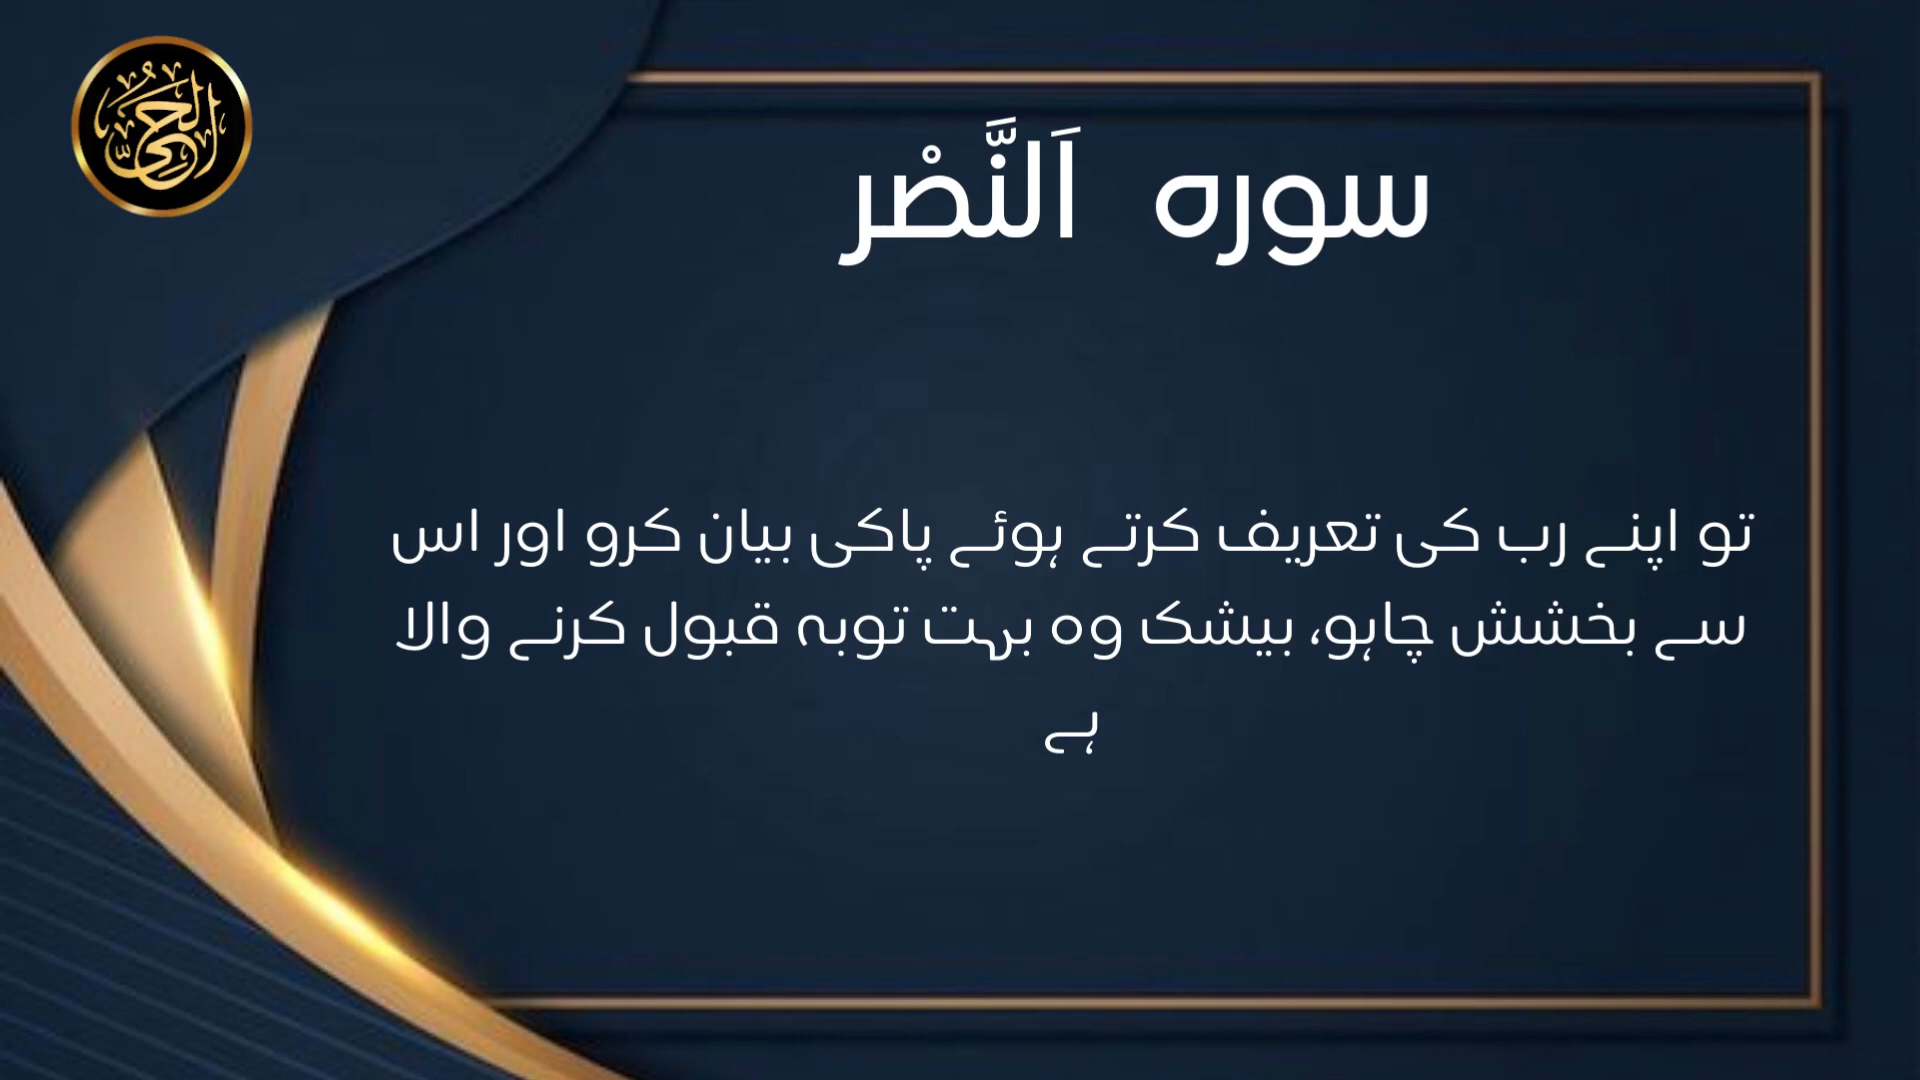 الحيُّ
سورہ اَلنَّصْر
تو اپنے رب کی تعریف کرتے ہوئے پاکی بیان کرو اور اس
سے بخشش چاہو، بیشک وہ بہت توبہ قبول کرنے والا
ہے